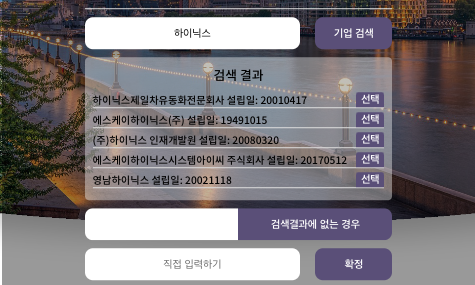 하이닉스
기업 검색
검색 결과
하이닉스제일차유동화전문회사 설립일: 20010417 선택
에스케이하이닉스(주) 설립일: 19491015 선택
(주)하이닉스 인재개발원 설립일: 20080320 선택
에스케이하이닉스시스템아이씨 주식회사 설립일: 20170512 선택
영남하이닉스 설립일: 20021118 선택
검색결과에 없는 경우
직접 입력하기
확정